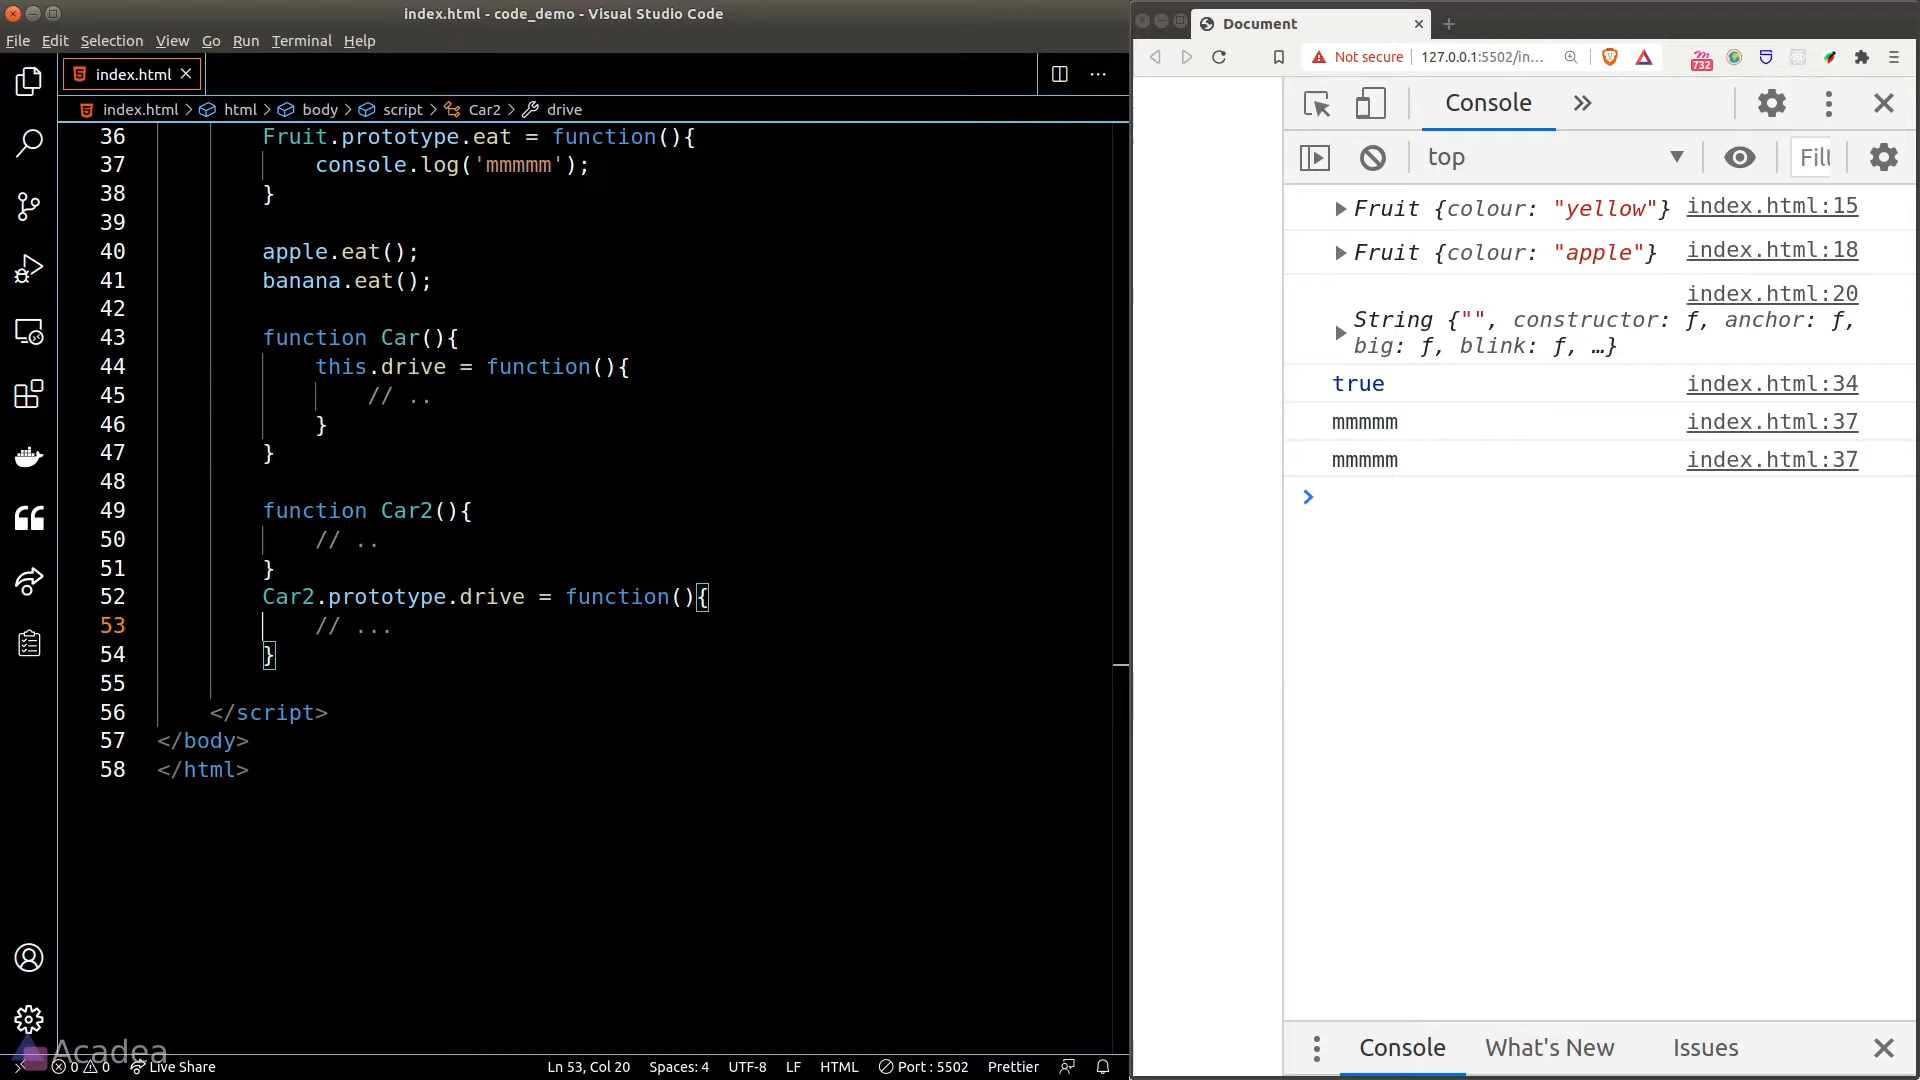 index.html - code_demo - Visual Studio Code
File Edit Selection View Go Run Terminal Help
index.html
index.html > html > body > script > Car2 > drive
36 Fruit.prototype.eat = function(){
37 console.log('mmmmm');
38 }
39
40 apple.eat();
41 banana.eat();
42
43 function Car(){
44 this.drive = function(){
45 // ..
46 }
47 }
48
49 function Car2(){
50 // ..
51 }
52 Car2.prototype.drive = function(){
53 // ...
54 }
55
56 </script>
57 </body>
58 </html>
Acadea
0 0 Live Share
Ln 53, Col 20 Spaces: 4 UTF-8 LF HTML Port : 5502 Prettier
Document
Not secure 127.0.0.1:5502/in...
732
Console
top
Filt
Fruit {colour: "yellow"} index.html:15
Fruit {colour: "apple"} index.html:18
index.html:20
String {"", constructor: ƒ, anchor: ƒ,
big: ƒ, blink: ƒ, …}
true index.html:34
mmmmm index.html:37
mmmmm index.html:37
Console What's New Issues